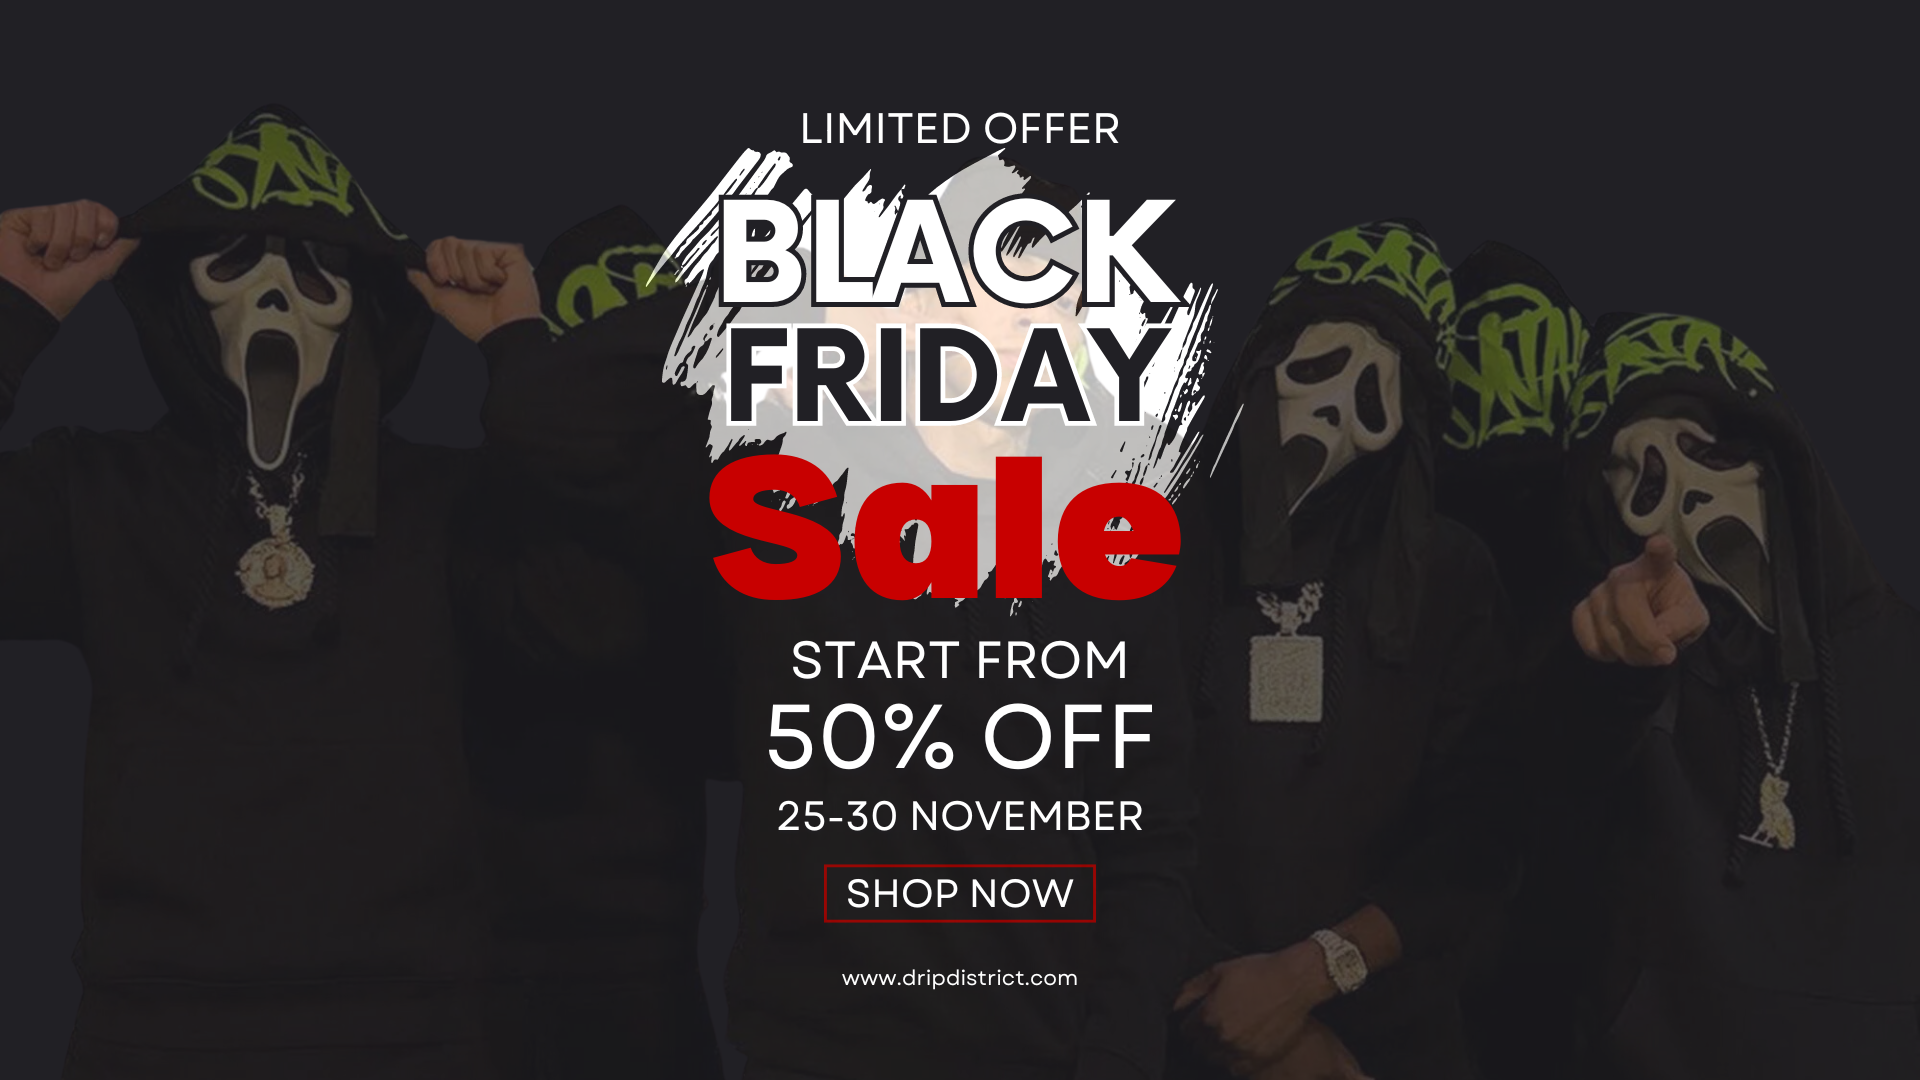 LIMITED OFFER
BLACK
FRIDAY
Sale
START FROM
50% OFF
25-30 NOVEMBER
SHOP NOW
www.dripdistrict.com